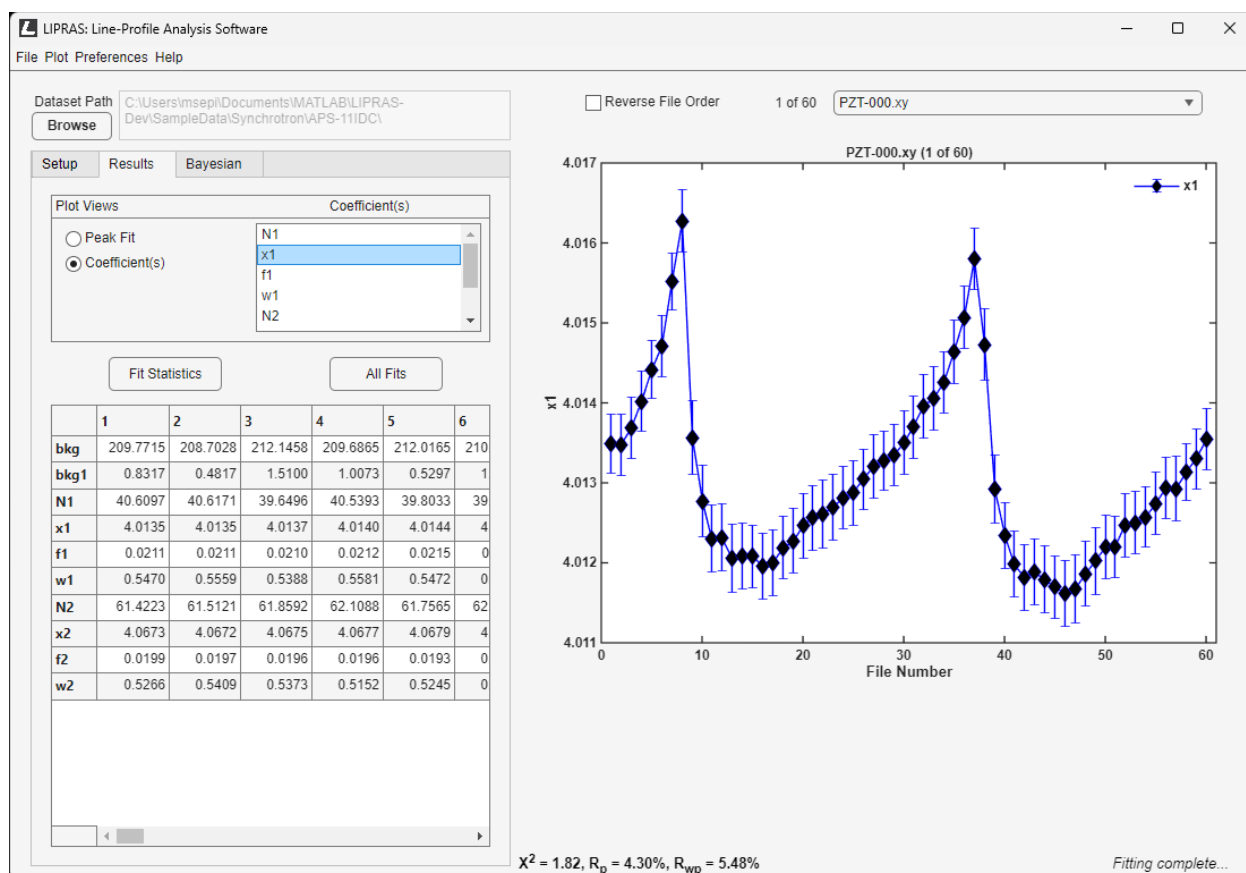 LIPRAS: Line-Profile Analysis Software
File Plot Preferences Help
Dataset Path
C:\Users\msepi\Documents\MATLAB\LIPRAS-
Dev\SampleData\Synchrotron\APS-11IDC\
Browse
Reverse File Order
1 of 60
PZT-000.xy
Setup Results Bayesian
Plot Views
Coefficient(s)
Peak Fit
Coefficient(s)
N1
x1
f1
w1
N2
Fit Statistics
All Fits
1 2 3 4 5 6
bkg 209.7715 208.7028 212.1458 209.6865 212.0165 210
bkg1 0.8317 0.4817 1.5100 1.0073 0.5297 1
N1 40.6097 40.6171 39.6496 40.5393 39.8033 39
x1 4.0135 4.0135 4.0137 4.0140 4.0144 4
f1 0.0211 0.0211 0.0210 0.0212 0.0215 0
w1 0.5470 0.5559 0.5388 0.5581 0.5472 0
N2 61.4223 61.5121 61.8592 62.1088 61.7565 62
x2 4.0673 4.0672 4.0675 4.0677 4.0679 4
f2 0.0199 0.0197 0.0196 0.0196 0.0193 0
w2 0.5266 0.5409 0.5373 0.5152 0.5245 0
PZT-000.xy (1 of 60)
x1
4.017
4.016
4.015
4.014
4.013
4.012
4.011
x1
0 10 20 30 40 50 60
File Number
X² = 1.82, Rp = 4.30%, Rwp = 5.48%
Fitting complete...